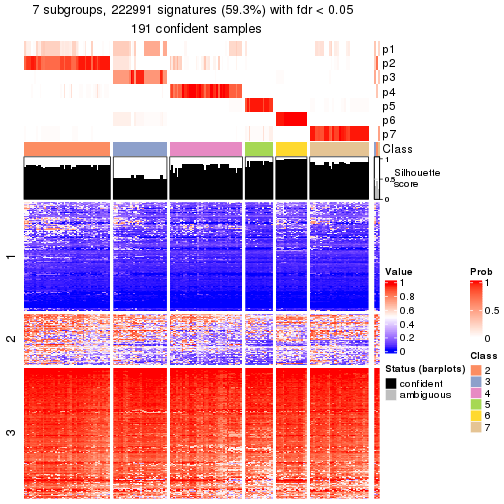 7 subgroups, 222991 signatures (59.3%) with fdr < 0.05
191 confident samples
p1
p2
p3
p4
p5
p6
p7
Class
1
0.5
0
Silhouette
score
1
2
3
Value
1
0.8
0.6
0.4
0.2
0
Status (barplots)
confident
ambiguous
Prob
1
0.5
0
Class
2
3
4
5
6
7